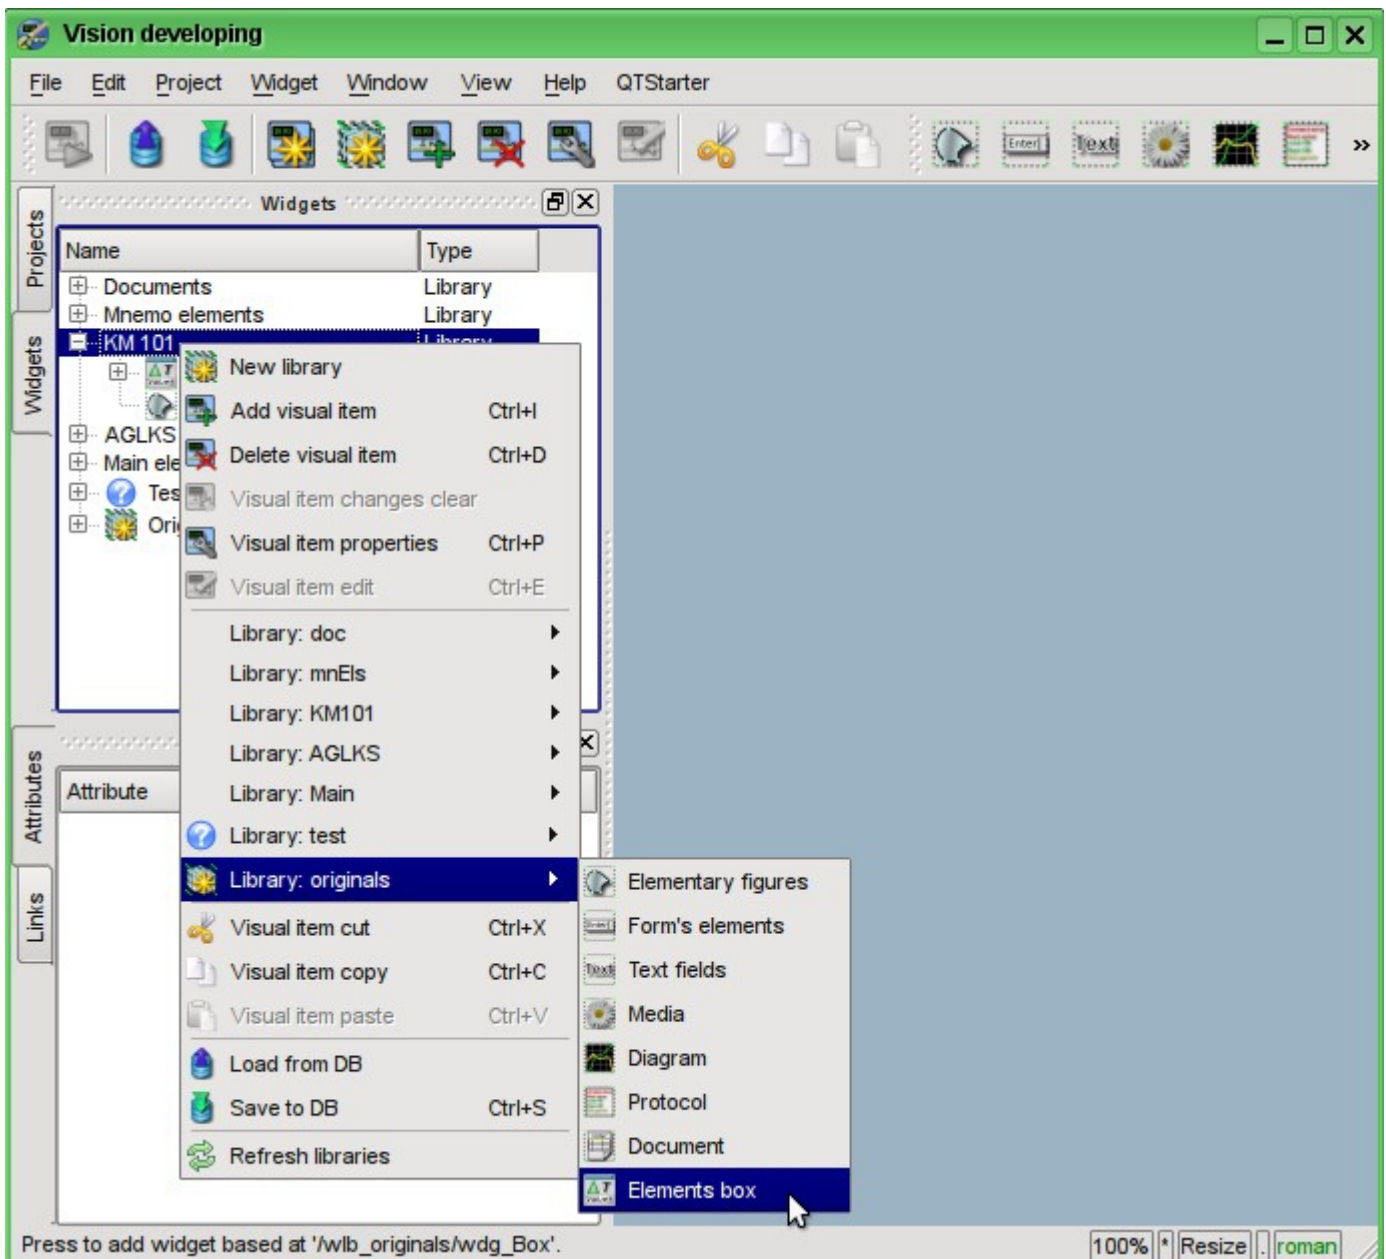 Vision developing
File Edit Project Widget Window View Help QTStarter
Enter Text
Projects
Widgets
Widgets
Name Type
Documents Library
Mnemo elements Library
KM 101 Library
AGLKS
Main ele
Tes
Ori
New library
Add visual item Ctrl+I
Delete visual item Ctrl+D
Visual item changes clear
Visual item properties Ctrl+P
Visual item edit Ctrl+E
Library: doc
Library: mnEls
Library: KM101
Library: AGLKS
Library: Main
Library: test
Library: originals
Visual item cut Ctrl+X
Visual item copy Ctrl+C
Visual item paste Ctrl+V
Load from DB
Save to DB Ctrl+S
Refresh libraries
Attributes
Links
Attribute
Elementary figures
Form's elements
Text fields
Media
Diagram
Protocol
Document
Elements box
Press to add widget based at '/wlb_originals/wdg_Box'.
100% * Resize . roman